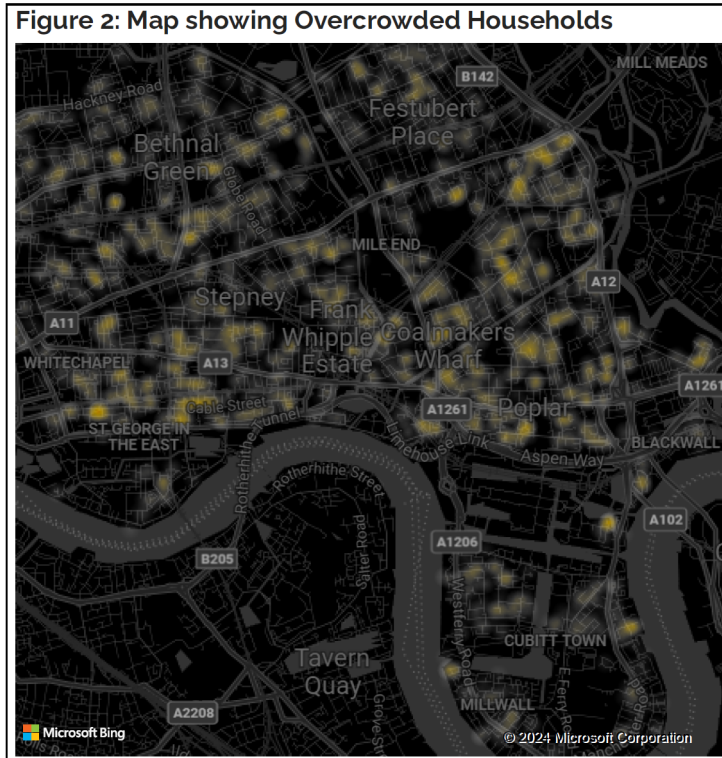 Figure 2: Map showing Overcrowded Households
MILL MEADS
B142
Hackney Road
Festubert
Place
Bethnal
Green
Globe Road
MILE END
A12
Stepney
Frank
Whipple
Estate
Coalmakers
Wharf
A11
WHITECHAPEL
A13
A1261
Cable Street
A1261
Poplar
ST GEORGE IN
THE EAST
Rotherhithe Tunnel
Limehouse Link
Aspen Way
BLACKWALL
Rotherhithe Street
A102
Salter Road
A1206
B205
Westferry Road
CUBITT TOWN
Tavern
Quay
E Ferry Road
MILLWALL
A2208
Microsoft Bing
© 2024 Microsoft Corporation